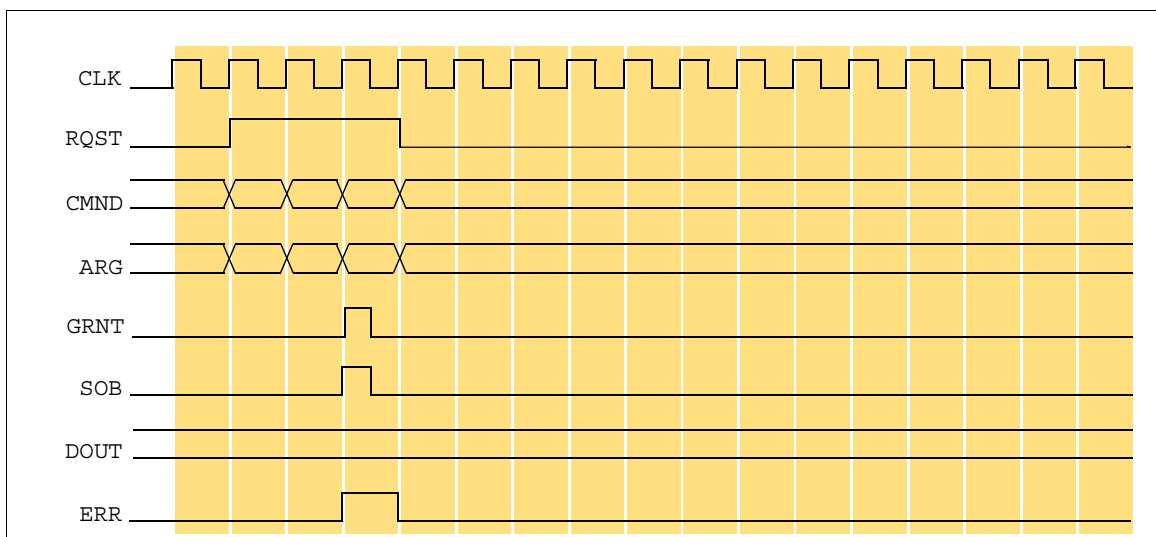 CLK
RQST
CMND
ARG
GRNT
SOB
DOUT
ERR